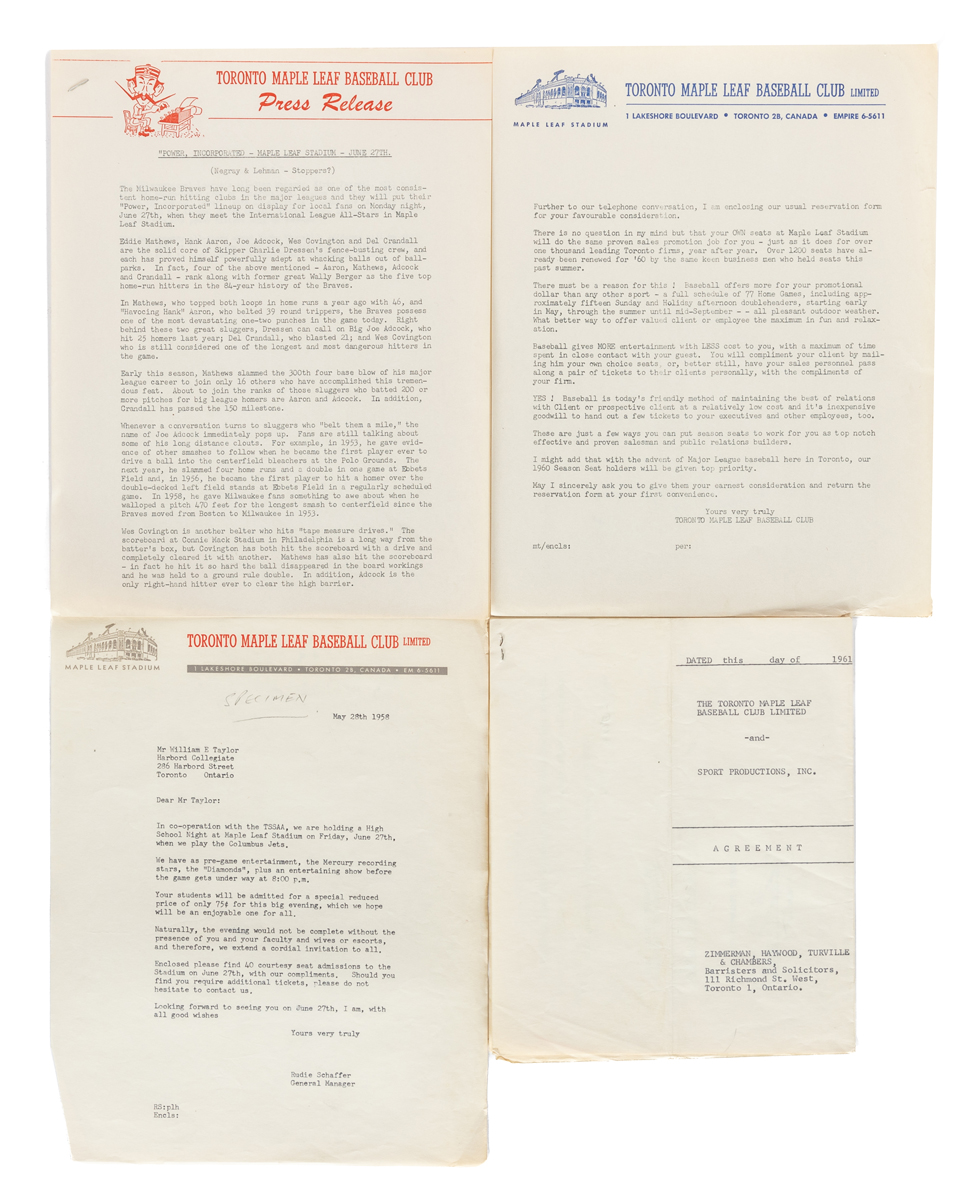 TORONTO MAPLE LEAF BASEBALL CLUB
Press Release
"POWER, INCORPORATED - MAPLE LEAF STADIUM - JUNE 27TH.
(Negray & Lehman - Stoppers?)
The Milwaukee Braves have long been regarded as one of the most consis-
tent home-run hitting clubs in the major leagues and they will put their
"Power, Incorporated" lineup on display for local fans on Monday night,
June 27th, when they meet the International League All-Stars in Maple
Leaf Stadium.
Eddie Mathews, Hank Aaron, Joe Adcock, Wes Covington and Del Crandall
are the solid core of Skipper Charlie Dressen's fence-busting crew, and
each has proved himself powerfully adept at whacking balls out of ball-
parks. In fact, four of the above mentioned - Aaron, Mathews, Adcock
and Crandall - rank along with former great Wally Berger as the five top
home-run hitters in the 84-year history of the Braves.
In Mathews, who topped both loops in home runs a year ago with 46, and
"Havocing Hank" Aaron, who belted 39 round trippers, the Braves possess
one of the most devastating one-two punches in the game today. Right
behind these two great sluggers, Dressen can call on Big Joe Adcock, who
hit 25 homers last year; Del Crandall, who blasted 21; and Wes Covington
who is still considered one of the longest and most dangerous hitters in
the game.
Early this season, Mathews slammed the 300th four base blow of his major
league career to join only 16 others who have accomplished this tremen-
dous feat. About to join the ranks of those sluggers who batted 200 or
more pitches for big league homers are Aaron and Adcock. In addition,
Crandall has passed the 150 milestone.
Whenever a conversation turns to sluggers who "belt them a mile," the
name of Joe Adcock immediately pops up. Fans are still talking about
some of his long distance clouts. For example, in 1953, he gave evid-
ence of other smashes to follow when he became the first player ever to
drive a ball into the centerfield bleachers at the Polo Grounds. The
next year, he slammed four home runs and a double in one game at Ebbets
Field and, in 1956, he became the first player to hit a homer over the
double-decked left field stands at Ebbets Field in a regularly scheduled
game. In 1958, he gave Milwaukee fans something to awe about when he
walloped a pitch 470 feet for the longest smash to centerfield since the
Braves moved from Boston to Milwaukee in 1953.
Wes Covington is another belter who hits "tape measure drives." The
scoreboard at Connie Mack Stadium in Philadelphia is a long way from the
batter's box, but Covington has both hit the scoreboard with a drive and
completely cleared it with another. Mathews has also hit the scoreboard
- in fact he hit it so hard the ball disappeared in the board workings
and he was held to a ground rule double. In addition, Adcock is the
only right-hand hitter ever to clear the high barrier.
MAPLE LEAF STADIUM
TORONTO MAPLE LEAF BASEBALL CLUB LIMITED
1 LAKESHORE BOULEVARD • TORONTO 2B, CANADA • EMPIRE 6-5611
Further to our telephone conversation, I am enclosing our usual reservation form
for your favourable consideration.
There is no question in my mind but that your OWN seats at Maple Leaf Stadium
will do the same proven sales promotion job for you - just as it does for over
one thousand leading Toronto firms, year after year. Over 1200 seats have al-
ready been renewed for '60 by the same keen business men who held seats this
past summer.
There must be a reason for this ! Baseball offers more for your promotional
dollar than any other sport - a full schedule of 77 Home Games, including app-
roximately fifteen Sunday and Holiday afternoon doubleheaders, starting early
in May, through the summer until mid-September - - all pleasant outdoor weather.
What better way to offer valued client or employee the maximum in fun and relax-
ation.
Baseball gives MORE entertainment with LESS cost to you, with a maximum of time
spent in close contact with your guest. You will compliment your client by mail-
ing him your own choice seats, or, better still, have your sales personnel pass
along a pair of tickets to their clients personally, with the compliments of
your firm.
YES ! Baseball is today's friendly method of maintaining the best of relations
with Client or prospective client at a relatively low cost and it's inexpensive
goodwill to hand out a few tickets to your executives and other employees, too.
These are just a few ways you can put season seats to work for you as top notch
effective and proven salesman and public relations builders.
I might add that with the advent of Major League baseball here in Toronto, our
1960 Season Seat holders will be given top priority.
May I sincerely ask you to give them your earnest consideration and return the
reservation form at your first convenience.
Yours very truly
TORONTO MAPLE LEAF BASEBALL CLUB
mt/encls: per:
MAPLE LEAF STADIUM
TORONTO MAPLE LEAF BASEBALL CLUB LIMITED
1 LAKESHORE BOULEVARD • TORONTO 2B, CANADA • EM 6-5611
SPECIMEN
May 28th 1958
Mr William E Taylor
Harbord Collegiate
286 Harbord Street
Toronto Ontario
Dear Mr Taylor:
In co-operation with the TSSAA, we are holding a High
School Night at Maple Leaf Stadium on Friday, June 27th,
when we play the Columbus Jets.
We have as pre-game entertainment, the Mercury recording
stars, the "Diamonds", plus an entertaining show before
the game gets under way at 8:00 p.m.
Your students will be admitted for a special reduced
price of only 75¢ for this big evening, which we hope
will be an enjoyable one for all.
Naturally, the evening would not be complete without the
presence of you and your faculty and wives or escorts,
and therefore, we extend a cordial invitation to all.
Enclosed please find 40 courtesy seat admissions to the
Stadium on June 27th, with our compliments. Should you
find you require additional tickets, please do not
hesitate to contact us.
Looking forward to seeing you on June 27th, I am, with
all good wishes
Yours very truly
Rudie Schaffer
General Manager
RS:plh
Encls:
DATED this day of 1961
THE TORONTO MAPLE LEAF
BASEBALL CLUB LIMITED
-and-
SPORT PRODUCTIONS, INC.
A G R E E M E N T
ZIMMERMAN, HAYWOOD, TURVILLE
& CHAMBERS,
Barristers and Solicitors,
111 Richmond St. West,
Toronto 1, Ontario.